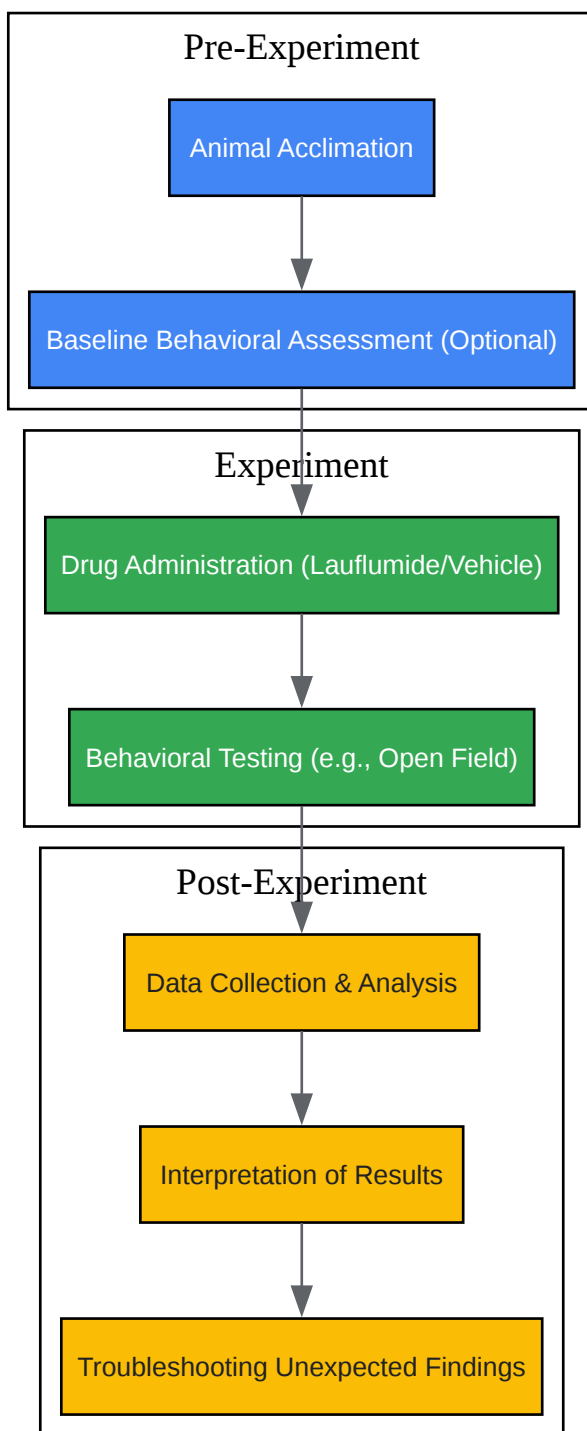 Pre-Experiment
Animal Acclimation
Baseline Behavioral Assessment (Optional)
Experiment
Drug Administration (Lauflumide/Vehicle)
Behavioral Testing (e.g., Open Field)
Post-Experiment
Data Collection & Analysis
Interpretation of Results
Troubleshooting Unexpected Findings